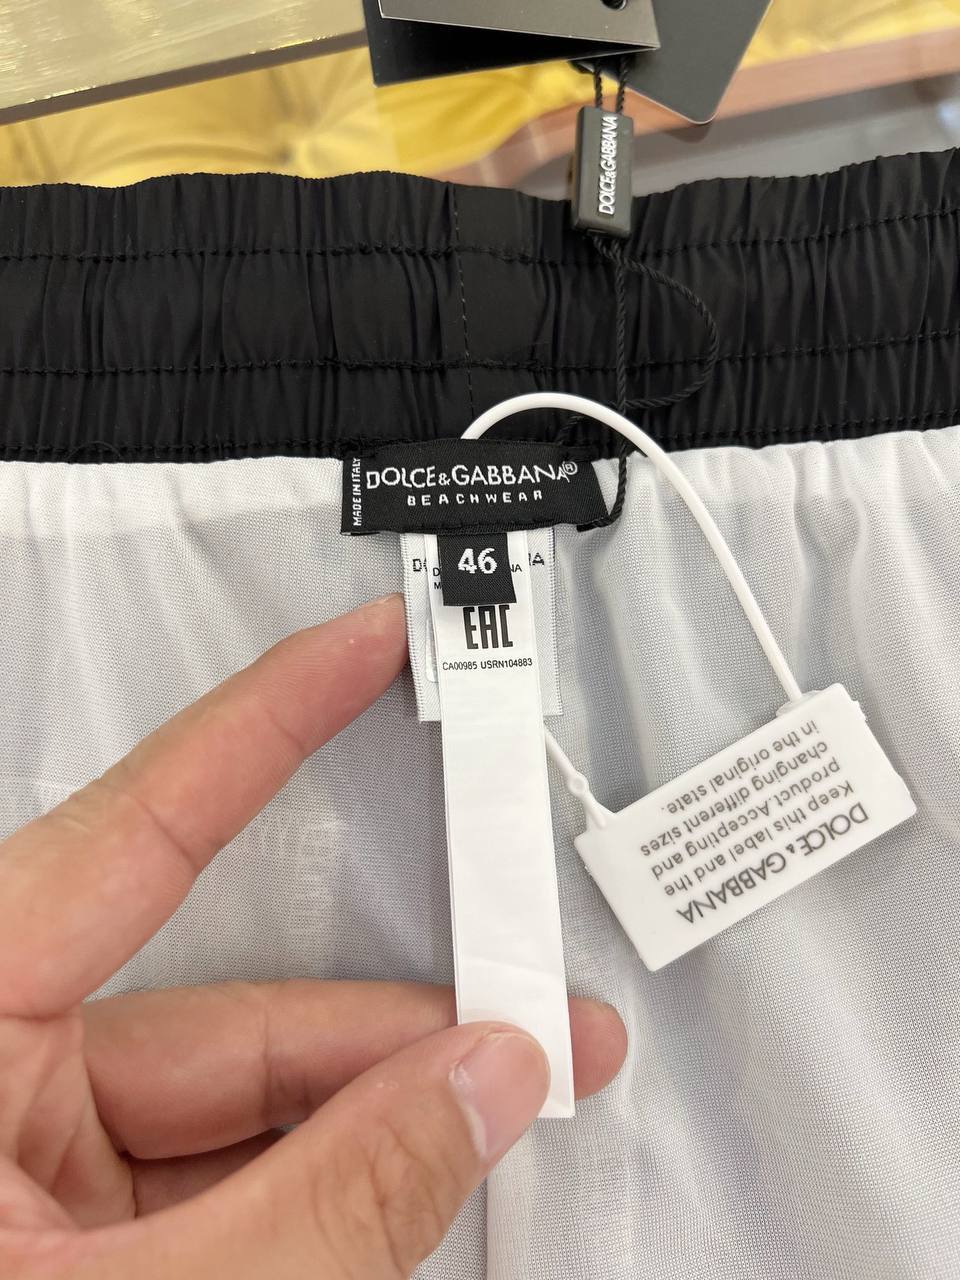 DOLCE&GABBANA
MADE IN ITALY
DOLCE&GABBANA®
BEACHWEAR
46
EAC
CA00985 USRN104883
DOLCE & GABBANA
Keep this label and the
product. Accepting and
changing different sizes
in the original state.